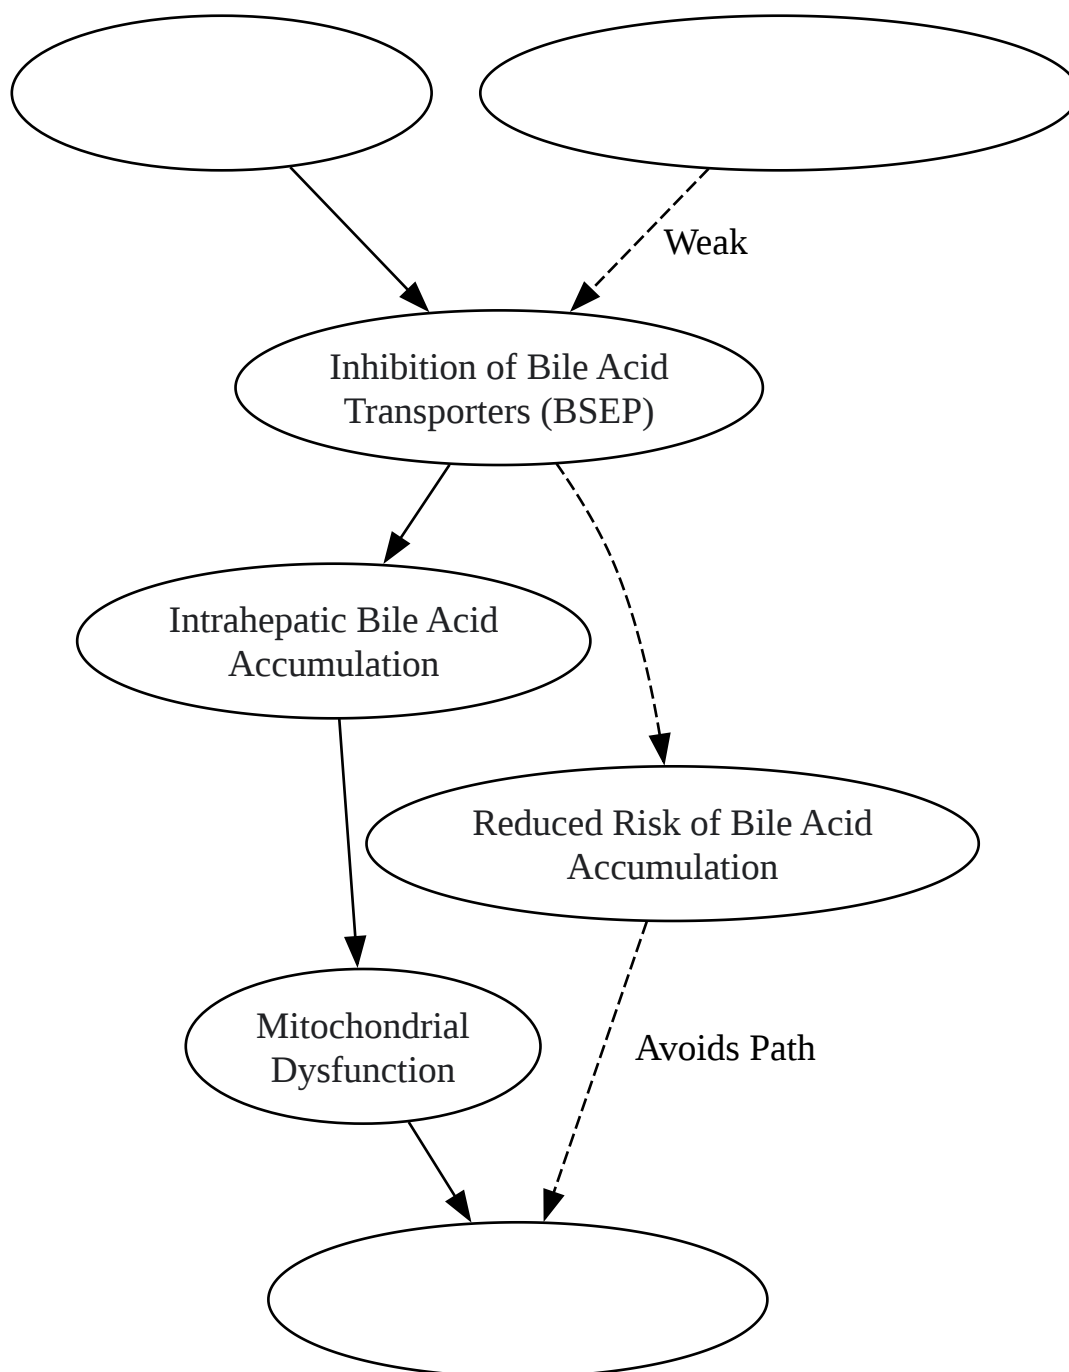 Weak
Inhibition of Bile Acid
Transporters (BSEP)
Intrahepatic Bile Acid
Accumulation
Reduced Risk of Bile Acid
Accumulation
Mitochondrial
Dysfunction
Avoids Path